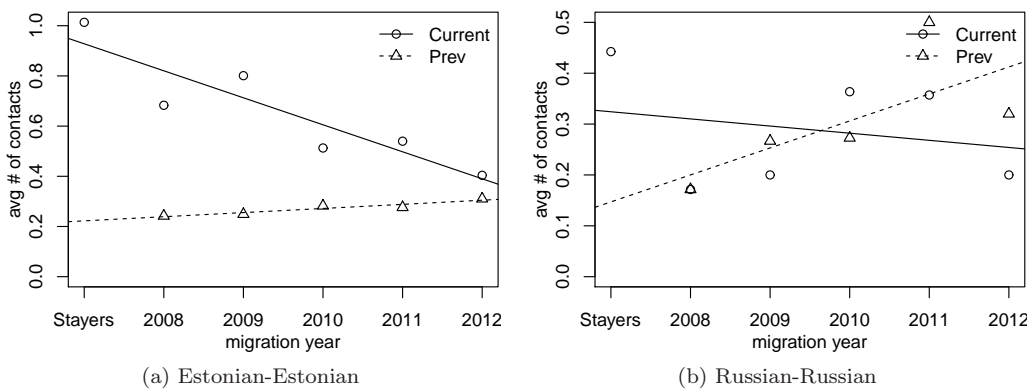 avg # of contacts
0.0 0.2 0.4 0.6 0.8 1.0
Current
Prev
Stayers 2008 2009 2010 2011 2012
migration year
(a) Estonian-Estonian
avg # of contacts
0.0 0.1 0.2 0.3 0.4 0.5
Current
Prev
Stayers 2008 2009 2010 2011 2012
migration year
(b) Russian-Russian